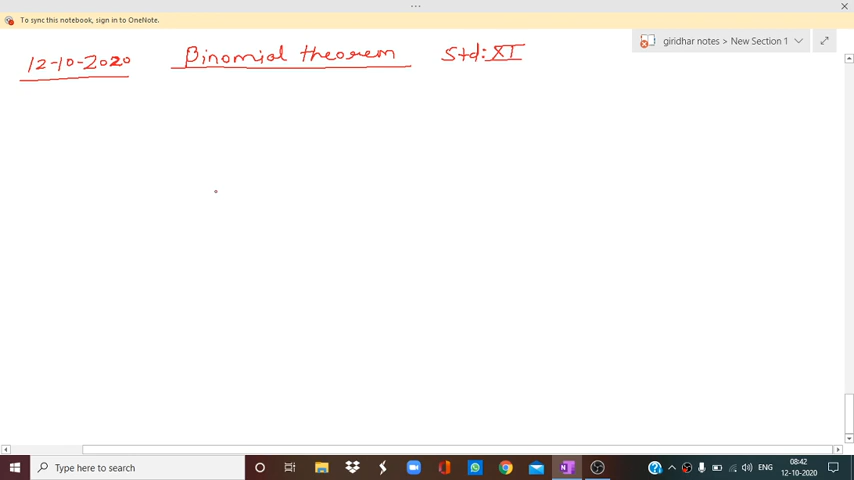 To sync this notebook, sign in to OneNote.
12-10-2020 Binomial theorem Std: XI
giridhar notes > New Section 1
Type here to search
ENG
08:42
12-10-2020